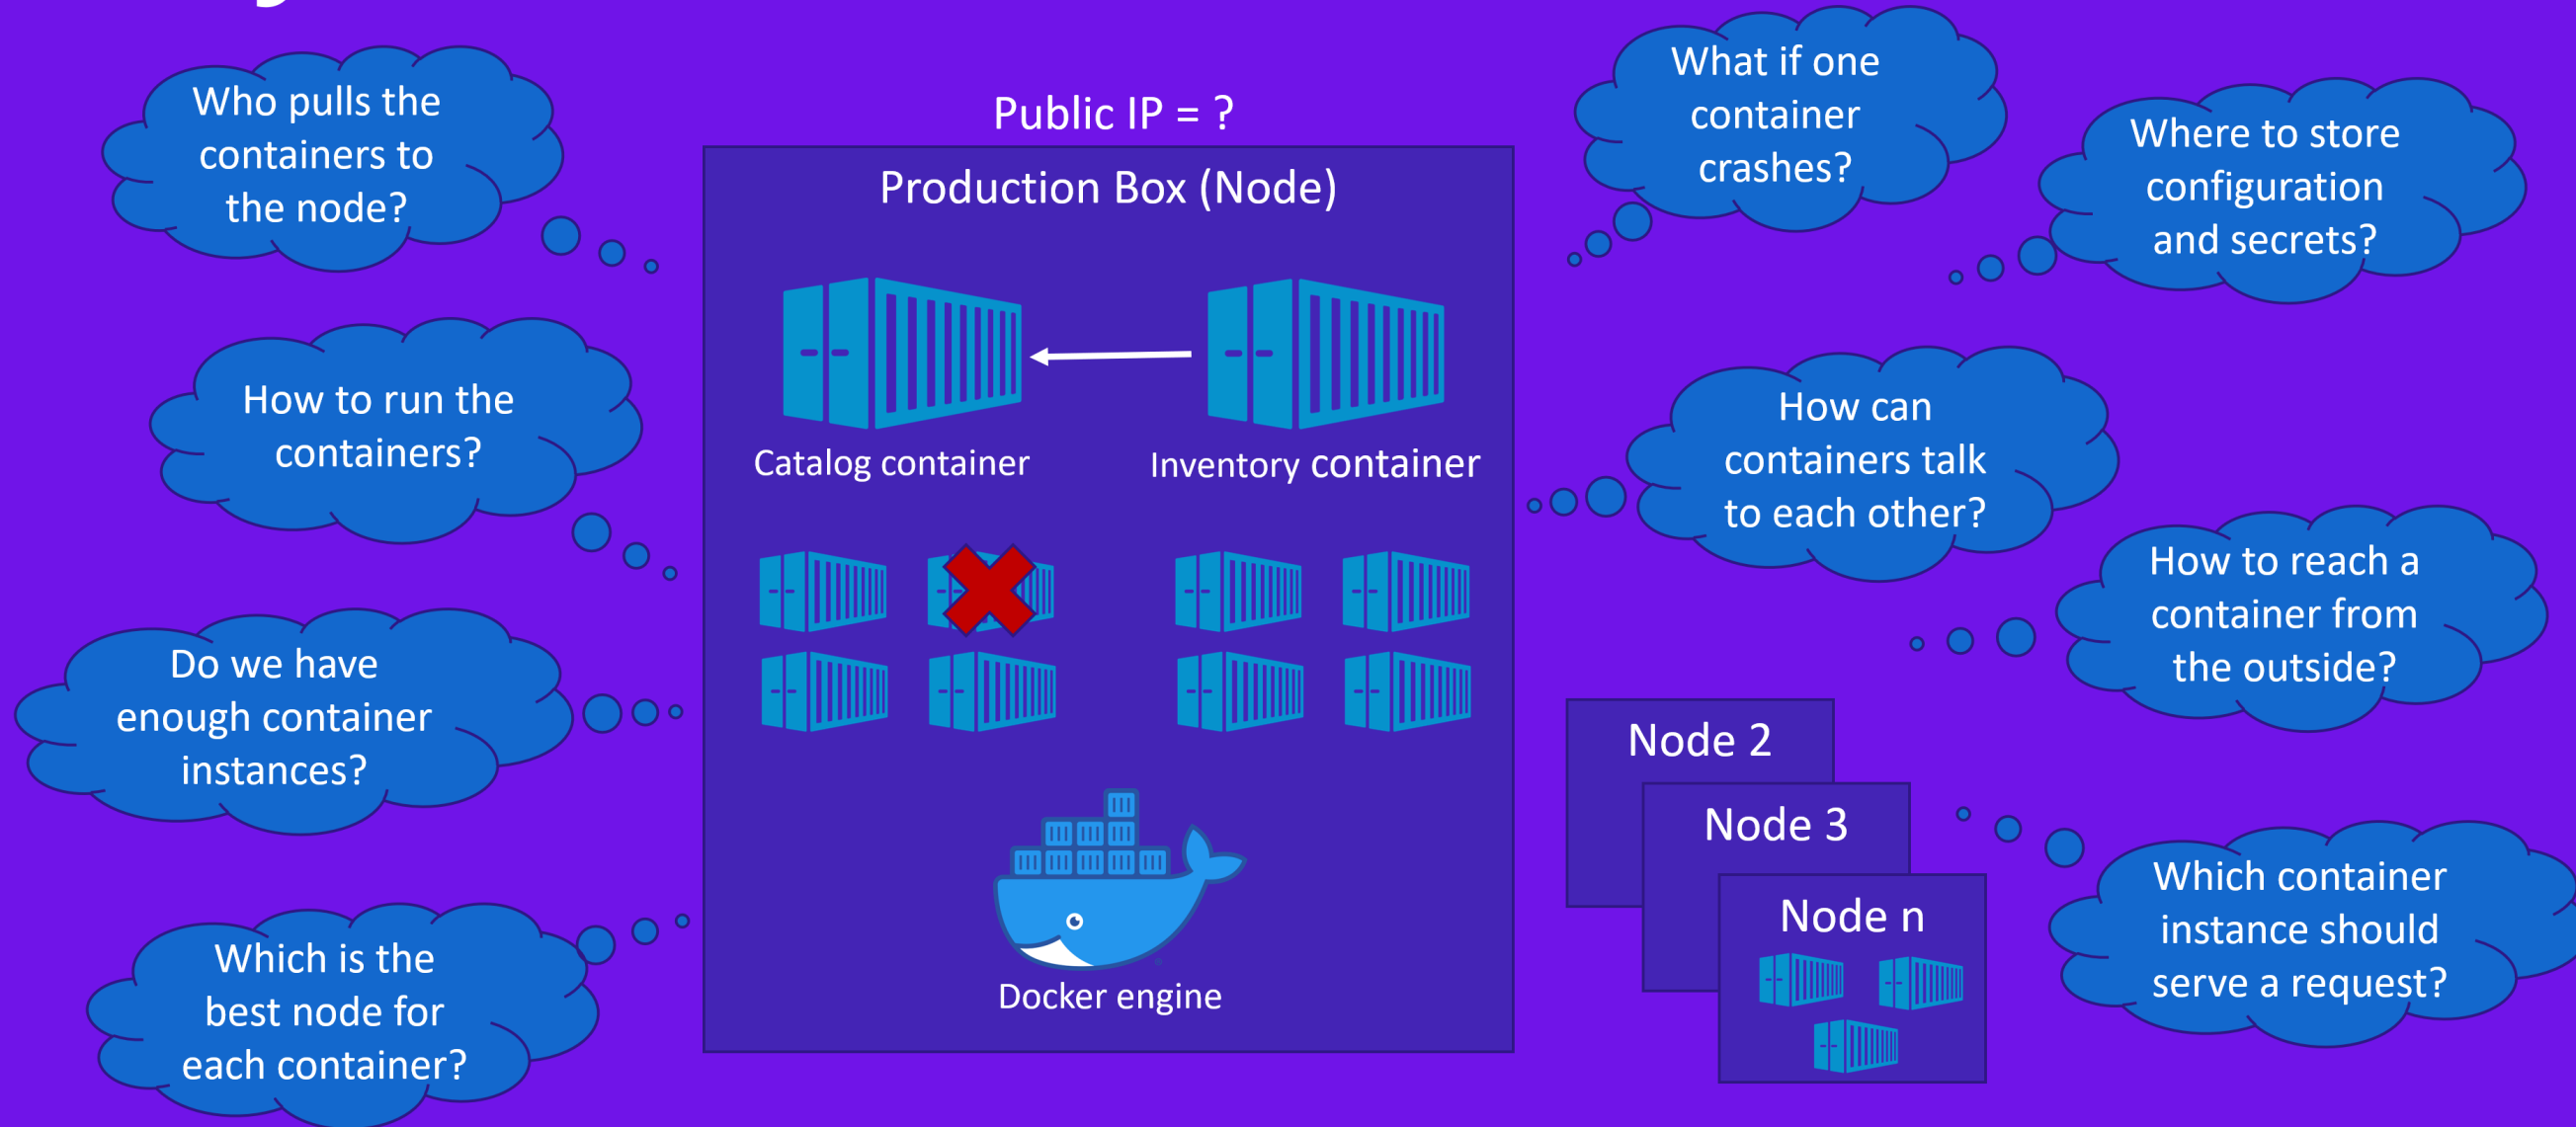 Who pulls the
containers to
the node?
How to run the
containers?
Do we have
enough container
instances?
Which is the
best node for
each container?
Public IP = ?
Production Box (Node)
Catalog container
Inventory container
Docker engine
What if one
container
crashes?
Where to store
configuration
and secrets?
How can
containers talk
to each other?
How to reach a
container from
the outside?
Node 2
Node 3
Node n
Which container
instance should
serve a request?